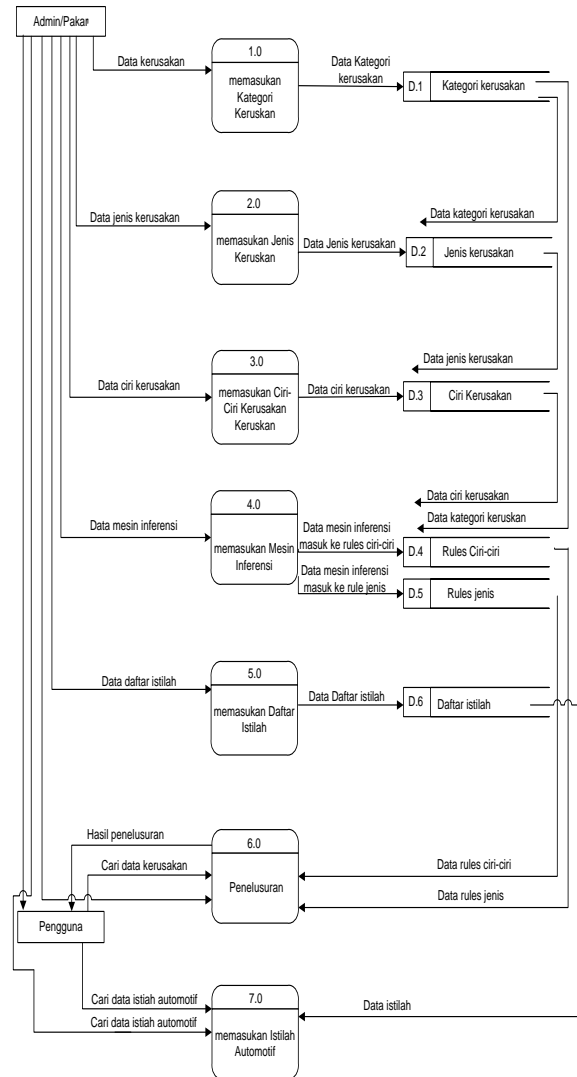 Admin/Pakar
1.0
memasukan
Kategori
Keruskan
Data kerusakan
Data Kategori
kerusakan
D.1
Kategori kerusakan
2.0
memasukan Jenis
Keruskan
Data jenis kerusakan
Data Jenis kerusakan
Data kategori kerusakan
D.2
Jenis kerusakan
3.0
memasukan Ciri-
Ciri Kerusakan
Keruskan
Data ciri kerusakan
Data ciri kerusakan
Data jenis kerusakan
D.3
Ciri Kerusakan
4.0
memasukan Mesin
Inferensi
Data mesin inferensi
Data mesin inferensi
masuk ke rules ciri-ciri
Data mesin inferensi
masuk ke rule jenis
Data ciri kerusakan
Data kategori keruskan
D.4
Rules Ciri-ciri
D.5
Rules jenis
5.0
memasukan Daftar
Istilah
Data daftar istilah
Data Daftar istilah
D.6
Daftar istilah
6.0
Penelusuran
Hasil penelusuran
Cari data kerusakan
Data rules ciri-ciri
Data rules jenis
Pengguna
7.0
memasukan Istilah
Automotif
Cari data istiah automotif
Cari data istiah automotif
Data istilah